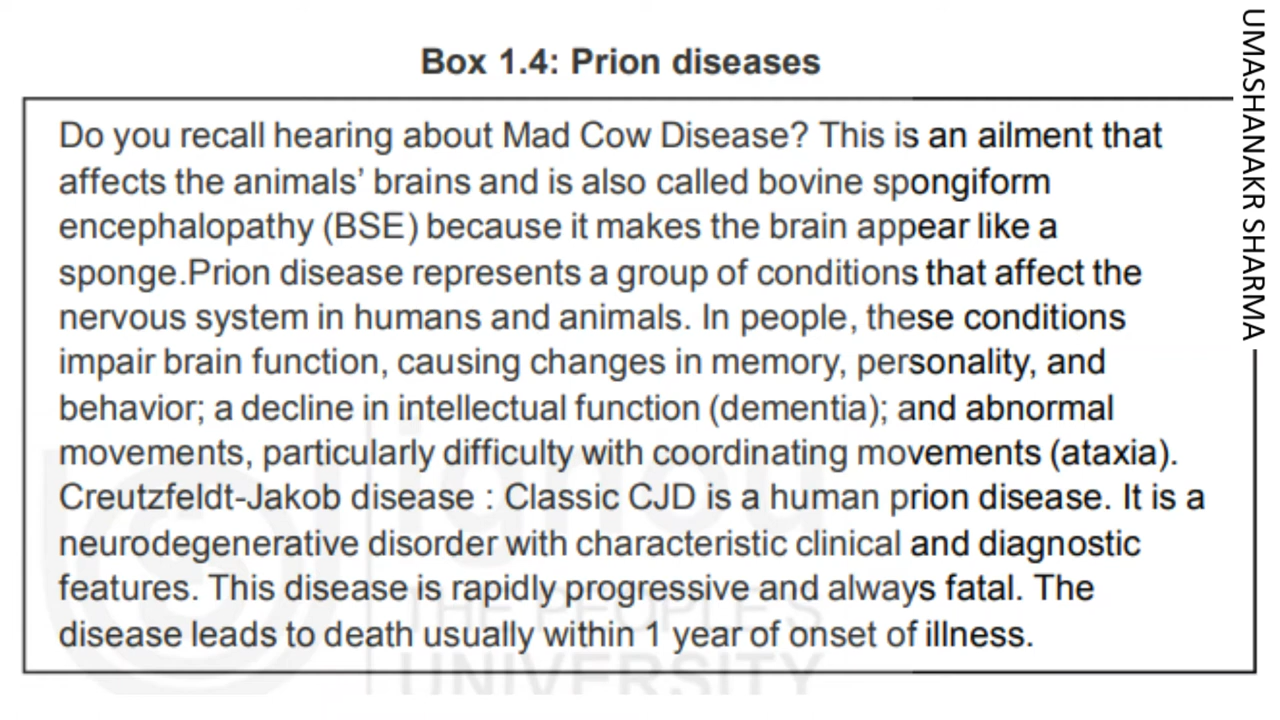 Box 1.4: Prion diseases
Do you recall hearing about Mad Cow Disease? This is an ailment that
affects the animals’ brains and is also called bovine spongiform
encephalopathy (BSE) because it makes the brain appear like a
sponge.Prion disease represents a group of conditions that affect the
nervous system in humans and animals. In people, these conditions
impair brain function, causing changes in memory, personality, and
behavior; a decline in intellectual function (dementia); and abnormal
movements, particularly difficulty with coordinating movements (ataxia).
Creutzfeldt-Jakob disease : Classic CJD is a human prion disease. It is a
neurodegenerative disorder with characteristic clinical and diagnostic
features. This disease is rapidly progressive and always fatal. The
disease leads to death usually within 1 year of onset of illness.
UMASHANAKR SHARMA
ignou
THE PEOPLE'S
UNIVERSITY